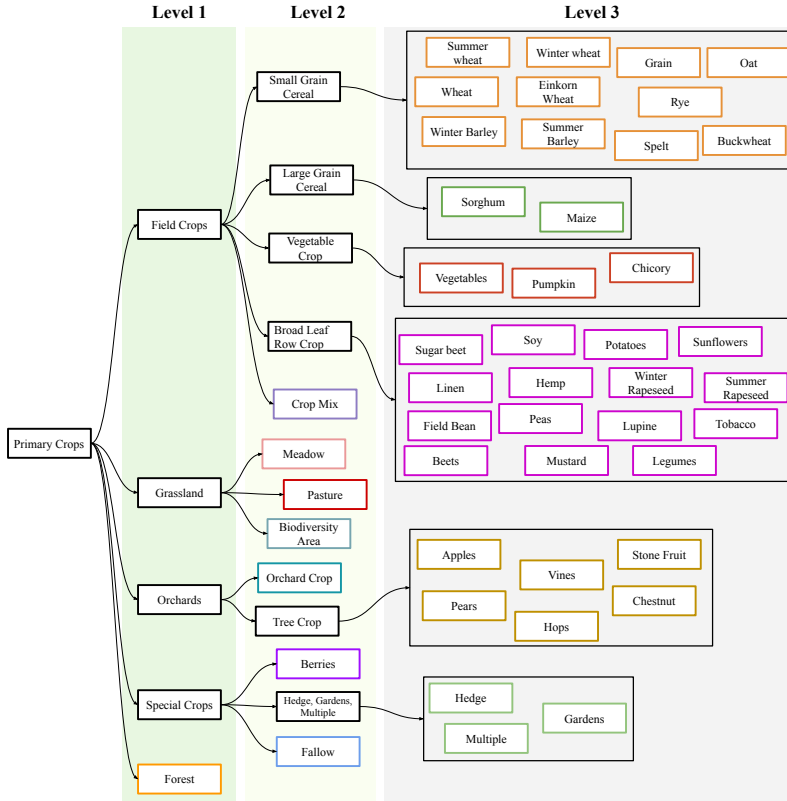 Level 1
Level 2
Level 3
Primary Crops
Field Crops
Grassland
Orchards
Special Crops
Forest
Small Grain
Cereal
Large Grain
Cereal
Vegetable
Crop
Broad Leaf
Row Crop
Crop Mix
Meadow
Pasture
Biodiversity
Area
Orchard Crop
Tree Crop
Berries
Hedge, Gardens,
Multiple
Fallow
Summer
wheat
Winter wheat
Grain
Oat
Wheat
Einkorn
Wheat
Rye
Winter Barley
Summer
Barley
Spelt
Buckwheat
Sorghum
Maize
Vegetables
Pumpkin
Chicory
Sugar beet
Soy
Potatoes
Sunflowers
Linen
Hemp
Winter
Rapeseed
Summer
Rapeseed
Field Bean
Peas
Lupine
Tobacco
Beets
Mustard
Legumes
Apples
Vines
Stone Fruit
Pears
Hops
Chestnut
Hedge
Gardens
Multiple